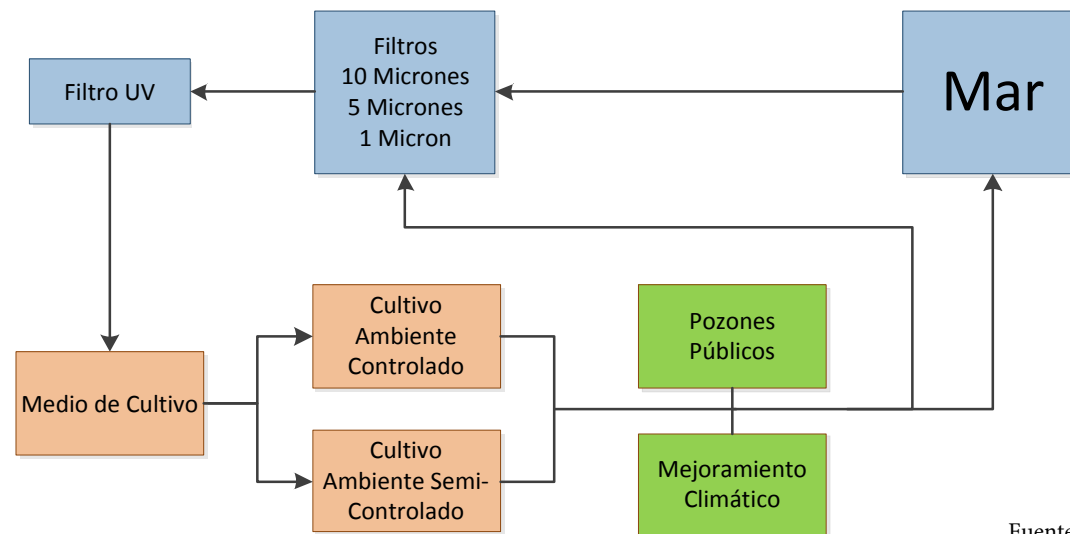 Filtro UV
Filtros
10 Micrones
5 Micrones
1 Micron
Mar
Medio de Cultivo
Cultivo
Ambiente
Controlado
Cultivo
Ambiente Semi-
Controlado
Pozones
Públicos
Mejoramiento
Climático
Fuente